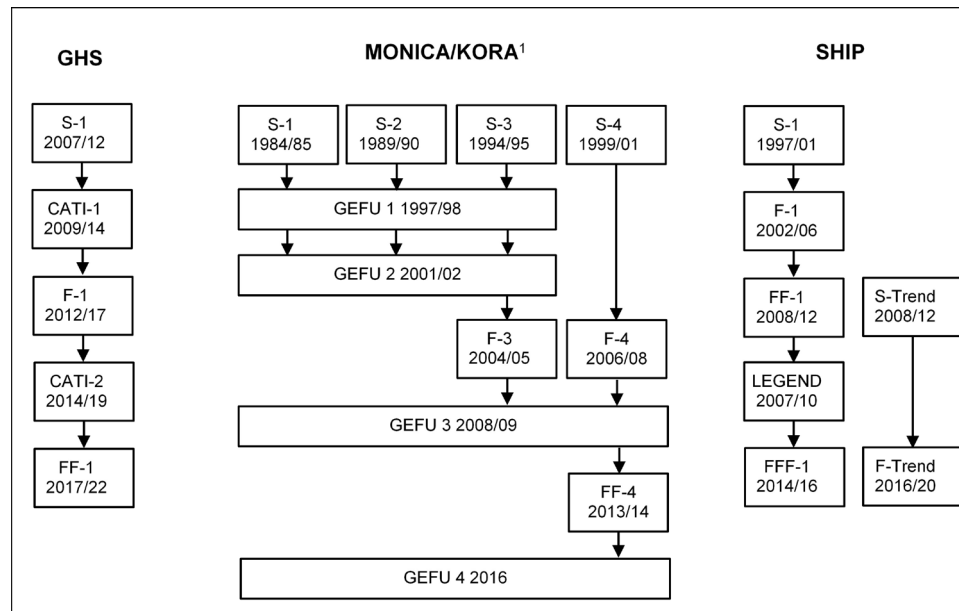 GHS
MONICA/KORA¹
SHIP
S-1
2007/12
CATI-1
2009/14
F-1
2012/17
CATI-2
2014/19
FF-1
2017/22
S-1
1984/85
S-2
1989/90
S-3
1994/95
S-4
1999/01
GEFU 1 1997/98
GEFU 2 2001/02
F-3
2004/05
F-4
2006/08
GEFU 3 2008/09
FF-4
2013/14
GEFU 4 2016
S-1
1997/01
F-1
2002/06
FF-1
2008/12
LEGEND
2007/10
FFF-1
2014/16
S-Trend
2008/12
F-Trend
2016/20